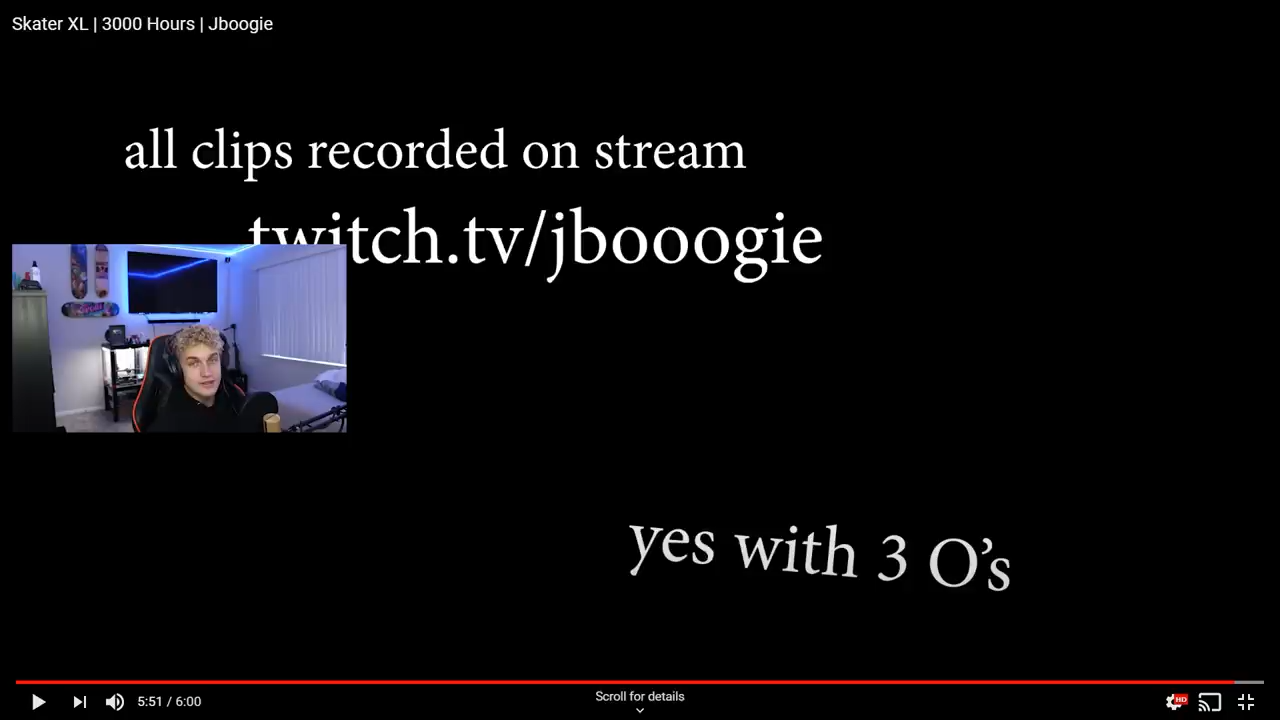 Skater XL | 3000 Hours | Jboogie
all clips recorded on stream
twitch.tv/jbooogie
yes with 3 O's
5:51 / 6:00
Scroll for details
HD